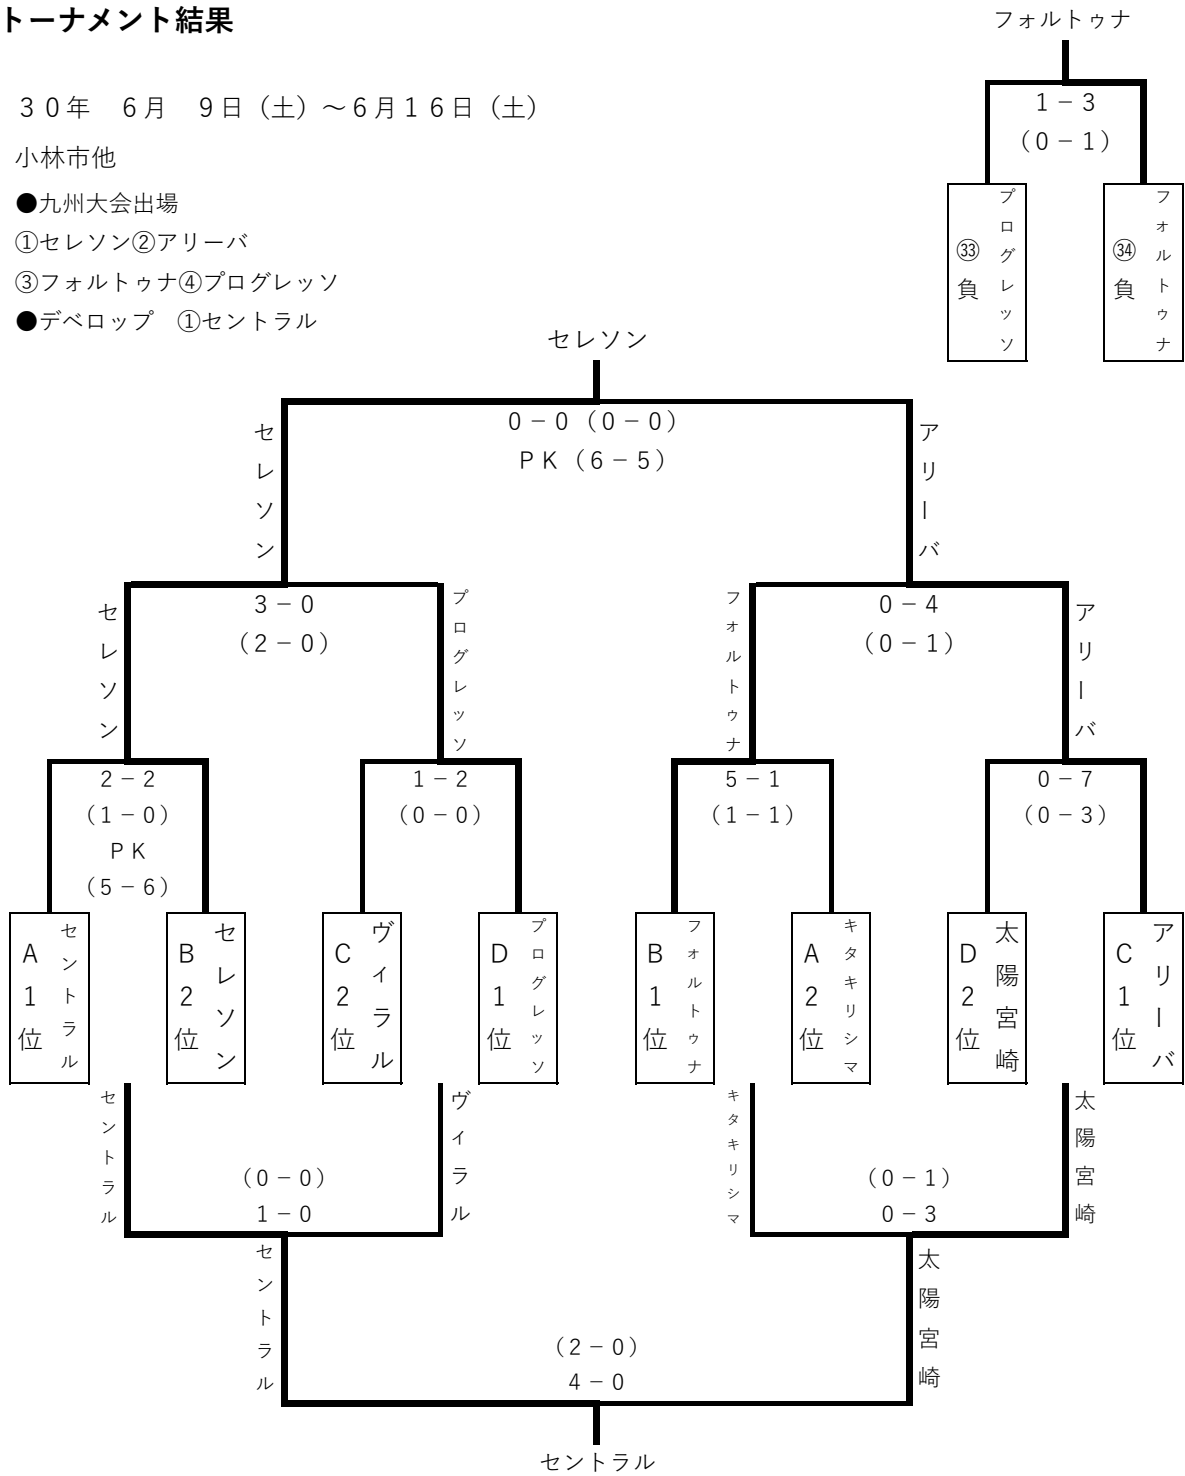 トーナメント結果
３０年　６月　９日（土）～６月１６日（土）
小林市他
●九州大会出場
①セレソン②アリーバ
③フォルトゥナ④プログレッソ
●デベロップ　①セントラル
フォルトゥナ
１－３
（０－１）
㉝負
プログレッソ
㉞負
フォルトゥナ
セレソン
０－０（０－０）
ＰＫ（６－５）
セレソン
アリーバ
３－０
（２－０）
セレソン
プログレッソ
０－４
（０－１）
フォルトゥナ
アリーバ
２－２
（１－０）
ＰＫ
（５－６）
１－２
（０－０）
５－１
（１－１）
０－７
（０－３）
A１位
セントラル
B２位
セレソン
C２位
ヴィラル
D１位
プログレッソ
B１位
フォルトゥナ
A２位
キタキリシマ
D２位
太陽宮崎
C１位
アリーバ
セントラル
（０－０）
１－０
ヴィラル
キタキリシマ
（０－１）
０－３
太陽宮崎
セントラル
（２－０）
４－０
太陽宮崎
セントラル